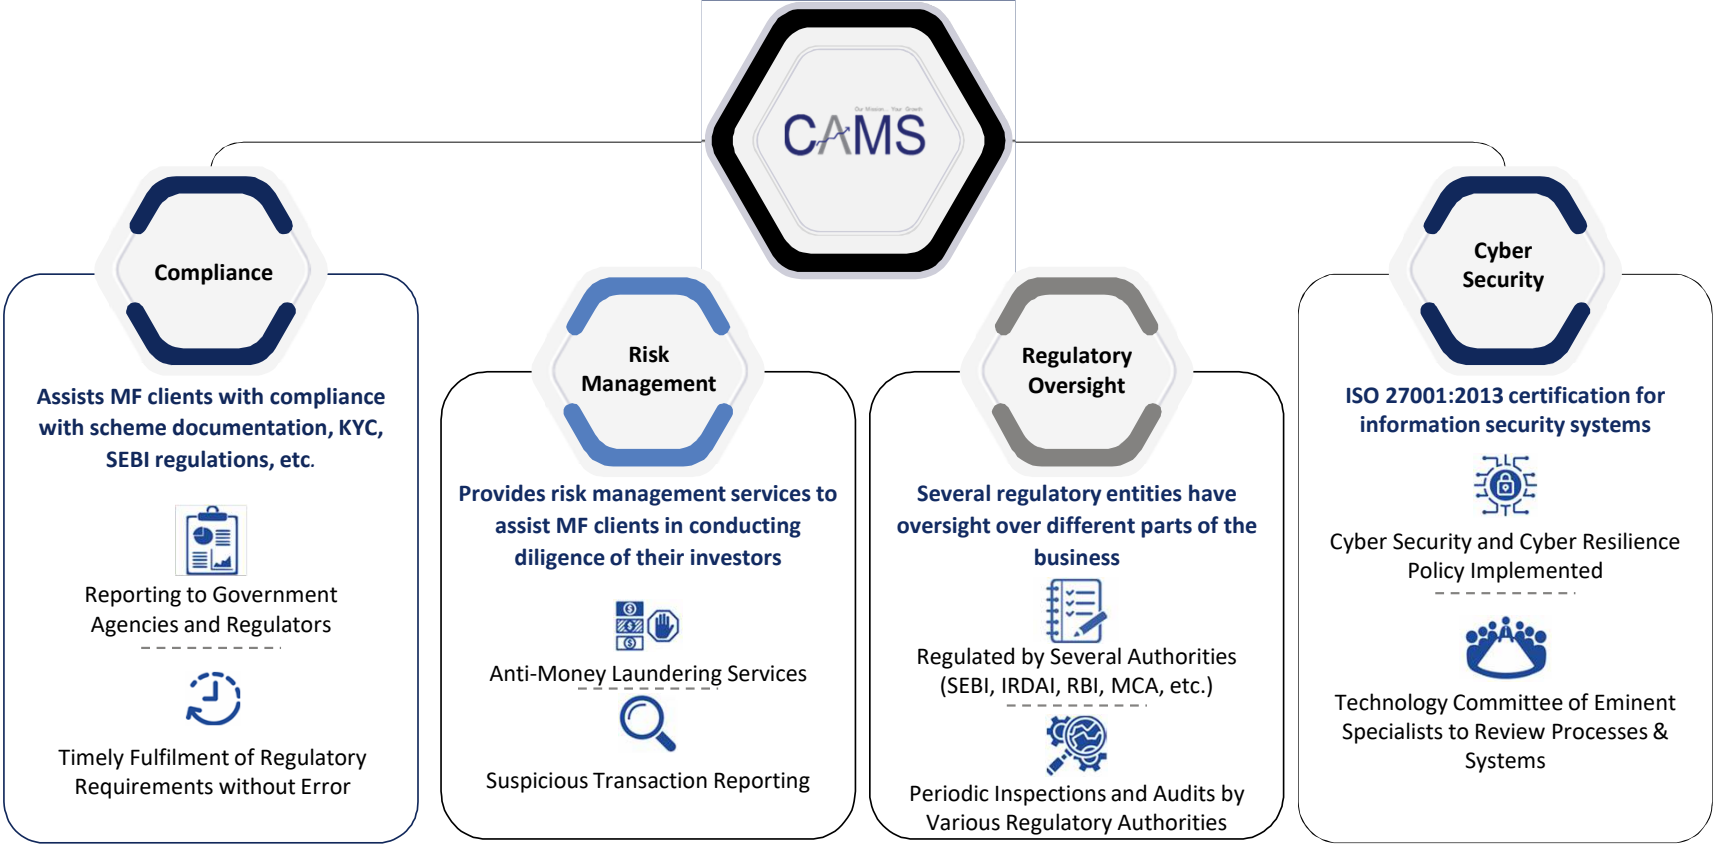 Our Mission... Your Growth
CAMS
Compliance
Assists MF clients with compliance
with scheme documentation, KYC,
SEBI regulations, etc.
Reporting to Government
Agencies and Regulators
Timely Fulfilment of Regulatory
Requirements without Error
Risk
Management
Provides risk management services to
assist MF clients in conducting
diligence of their investors
Anti-Money Laundering Services
Suspicious Transaction Reporting
Regulatory
Oversight
Several regulatory entities have
oversight over different parts of the
business
Regulated by Several Authorities
(SEBI, IRDAI, RBI, MCA, etc.)
Periodic Inspections and Audits by
Various Regulatory Authorities
Cyber
Security
ISO 27001:2013 certification for
information security systems
Cyber Security and Cyber Resilience
Policy Implemented
Technology Committee of Eminent
Specialists to Review Processes &
Systems